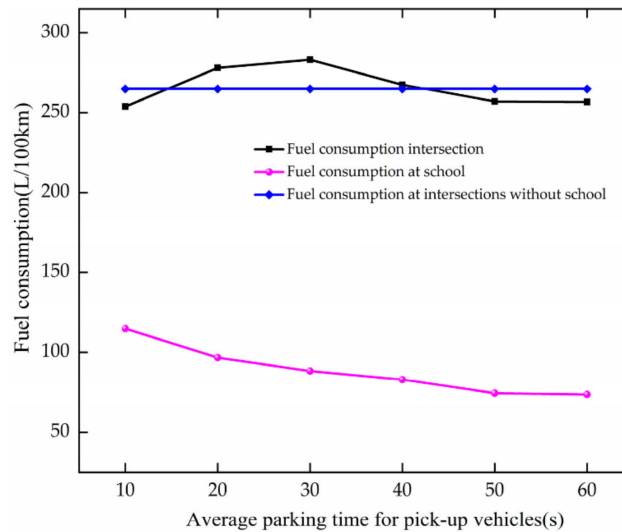 300
250
200
150
100
50
Fuel consumption(L/100km)
Fuel consumption intersection
Fuel consumption at school
Fuel consumption at intersections without school
10 20 30 40 50 60
Average parking time for pick-up vehicles(s)